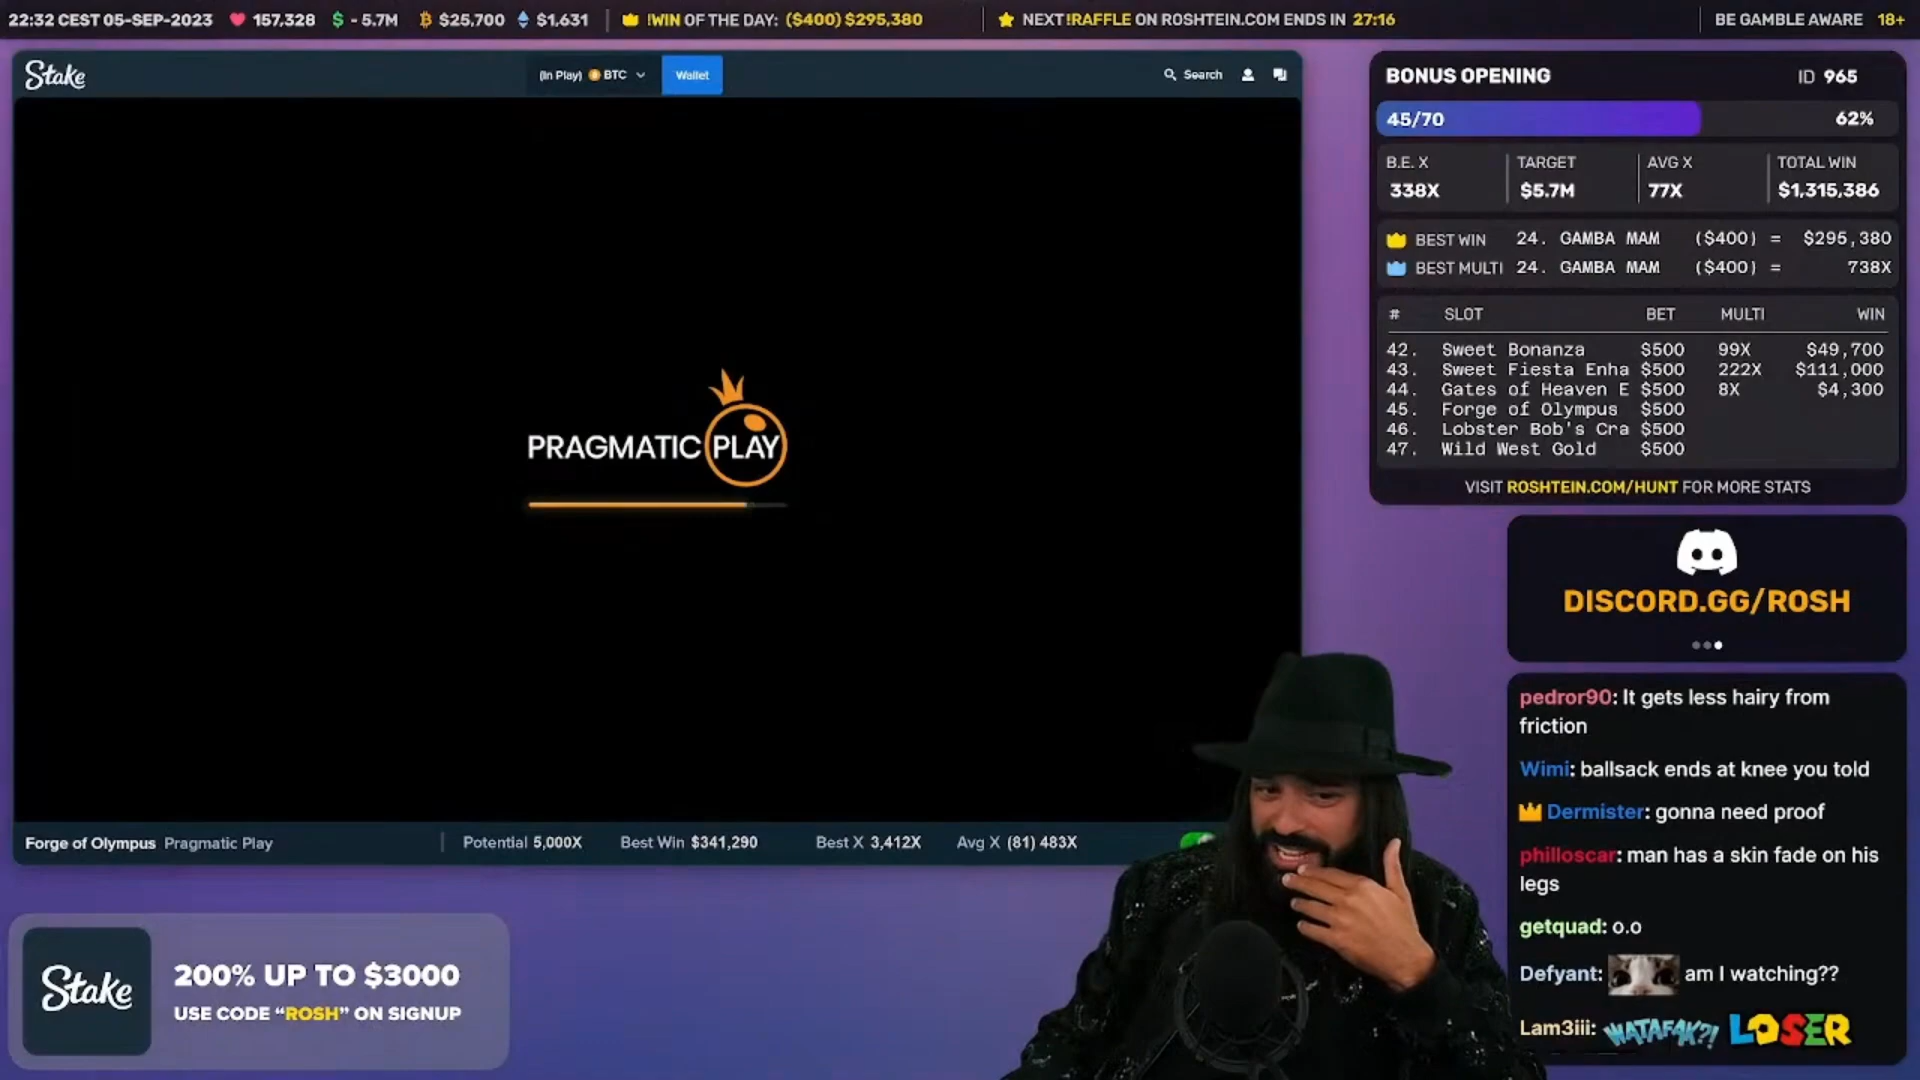 22:32 CEST 05-SEP-2023 157,328 $ - 5.7M $25,700 $1,631 !WIN OF THE DAY: ($400) $295,380 NEXT !RAFFLE ON ROSHTEIN.COM ENDS IN 27:16 BE GAMBLE AWARE 18+
Stake (In Play) BTC Wallet Search
PRAGMATIC PLAY
Forge of Olympus Pragmatic Play Potential 5,000X Best Win $341,290 Best X 3,412X Avg X (81) 483X
Stake
200% UP TO $3000
USE CODE “ROSH” ON SIGNUP
BONUS OPENING ID 965
45/70 62%
B.E. X TARGET AVG X TOTAL WIN
338X $5.7M 77X $1,315,386
BEST WIN 24. GAMBA MAM ($400) = $295,380
BEST MULTI 24. GAMBA MAM ($400) = 738X
# SLOT BET MULTI WIN
42. Sweet Bonanza $500 99X $49,700
43. Sweet Fiesta Enha $500 222X $111,000
44. Gates of Heaven E $500 8X $4,300
45. Forge of Olympus $500
46. Lobster Bob's Cra $500
47. Wild West Gold $500
VISIT ROSHTEIN.COM/HUNT FOR MORE STATS
DISCORD.GG/ROSH
pedror90: It gets less hairy from
friction
Wimi: ballsack ends at knee you told
Dermister: gonna need proof
philloscar: man has a skin fade on his
legs
getquad: o.o
Defyant: am I watching??
Lam3iii: WATAFAK?! LOSER